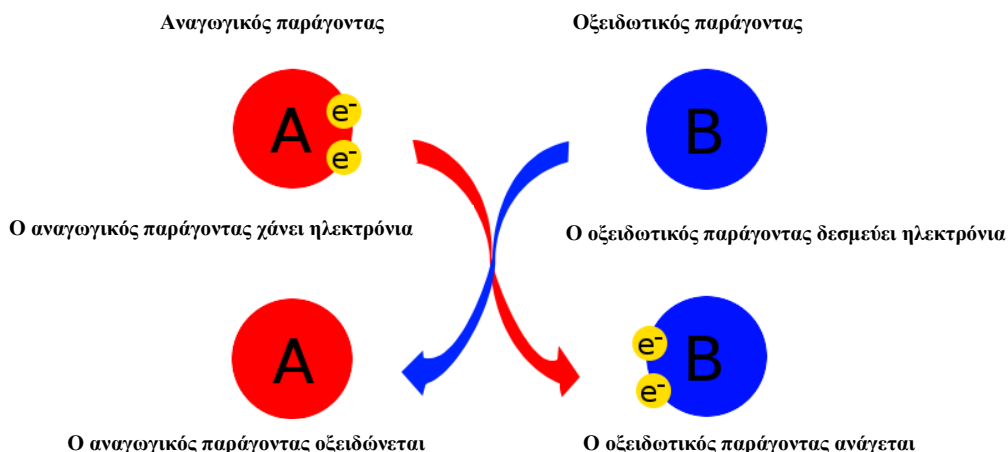 Αναγωγικός παράγοντας
Οξειδωτικός παράγοντας
A
e-
e-
B
Ο αναγωγικός παράγοντας χάνει ηλεκτρόνια
Ο οξειδωτικός παράγοντας δεσμεύει ηλεκτρόνια
A
e-
e-
B
Ο αναγωγικός παράγοντας οξειδώνεται
Ο οξειδωτικός παράγοντας ανάγεται